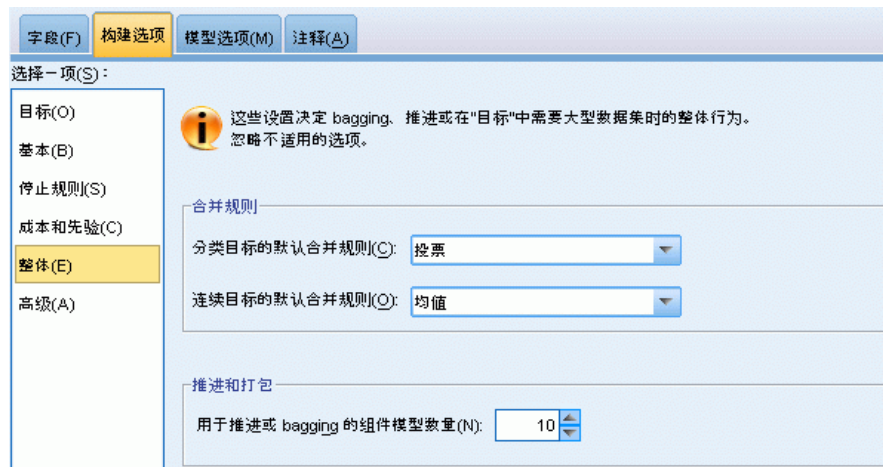 字段(F) 构建选项 模型选项(M) 注释(A)
选择一项(S):
目标(O)
基本(B)
停止规则(S)
成本和先验(C)
整体(E)
高级(A)
这些设置决定 bagging、推进或在"目标"中需要大型数据集时的整体行为。
忽略不适用的选项。
合并规则
分类目标的默认合并规则(C): 投票
连续目标的默认合并规则(O): 均值
推进和打包
用于推进或 bagging 的组件模型数量(N): 10